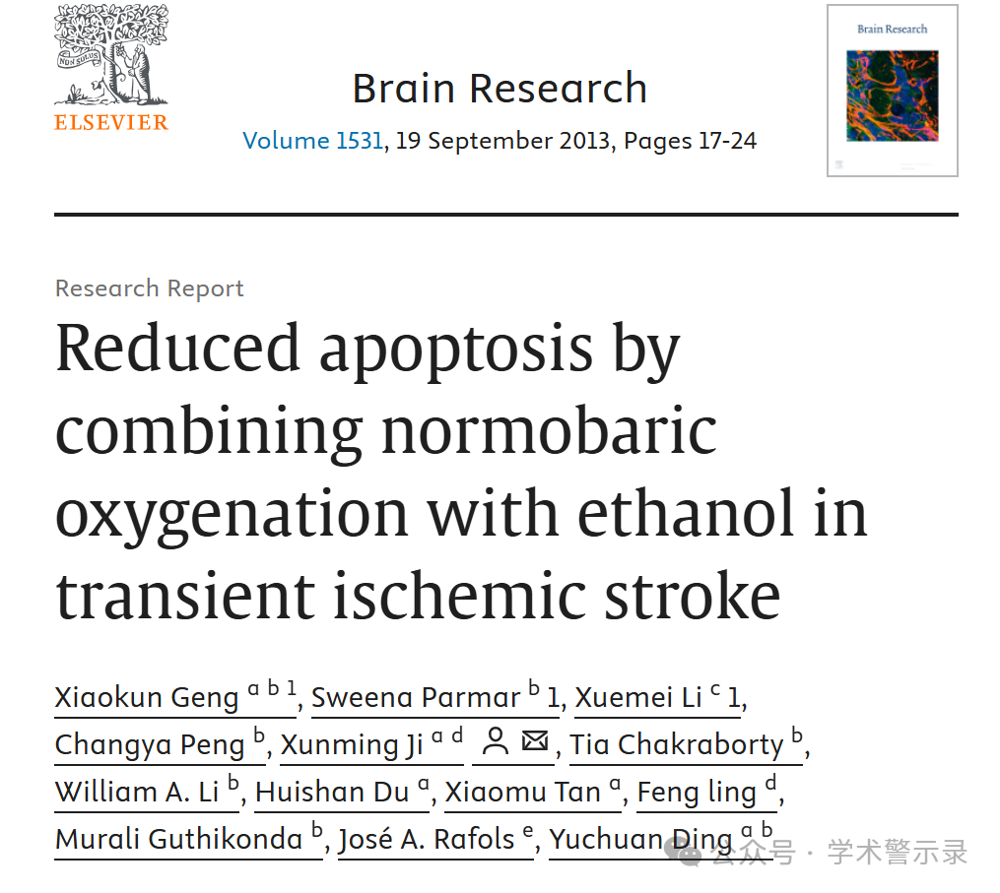 NON SOLUS
ELSEVIER
Brain Research
Volume 1531, 19 September 2013, Pages 17-24
Brain Research
Research Report
Reduced apoptosis by
combining normobaric
oxygenation with ethanol in
transient ischemic stroke
Xiaokun Geng a b 1, Sweena Parmar b 1, Xuemei Li c 1,
Changya Peng b, Xunming Ji a d, Tia Chakraborty b,
William A. Li b, Huishan Du a, Xiaomu Tan a, Feng ling d,
Murali Guthikonda b, José A. Rafols e, Yuchuan Ding a b
公众号 · 学术警示录